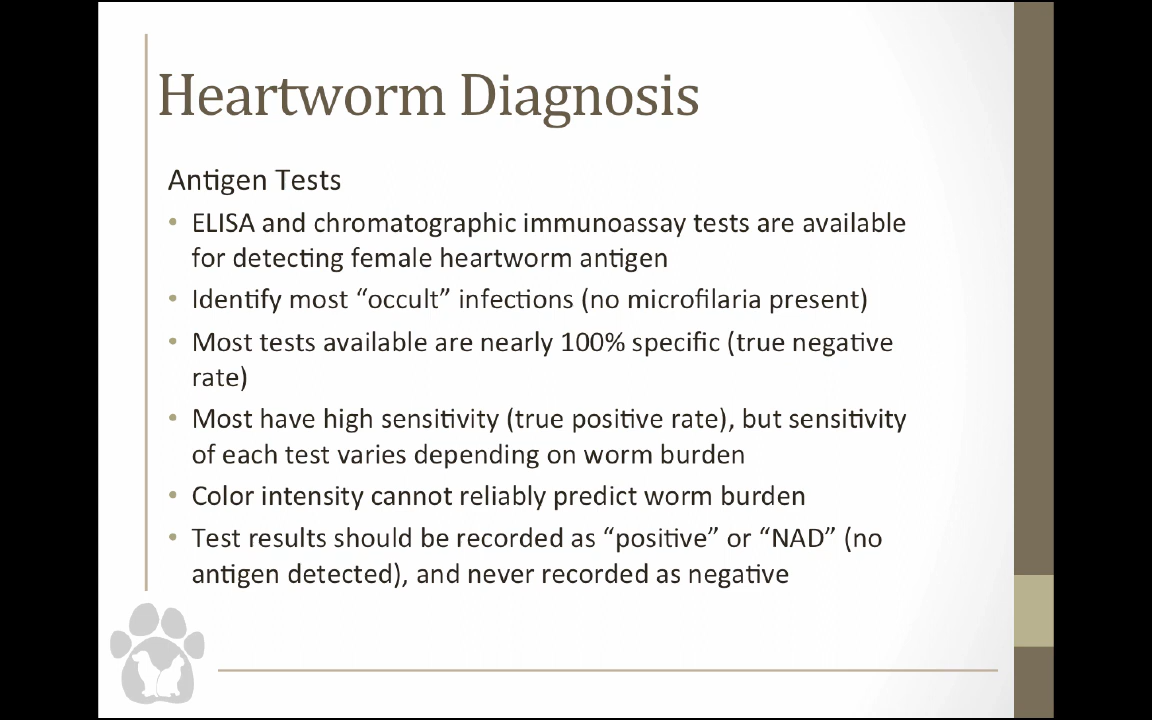 Heartworm Diagnosis
Antigen Tests
• ELISA and chromatographic immunoassay tests are available
for detecting female heartworm antigen
• Identify most “occult” infections (no microfilaria present)
• Most tests available are nearly 100% specific (true negative
rate)
• Most have high sensitivity (true positive rate), but sensitivity
of each test varies depending on worm burden
• Color intensity cannot reliably predict worm burden
• Test results should be recorded as “positive” or “NAD” (no
antigen detected), and never recorded as negative